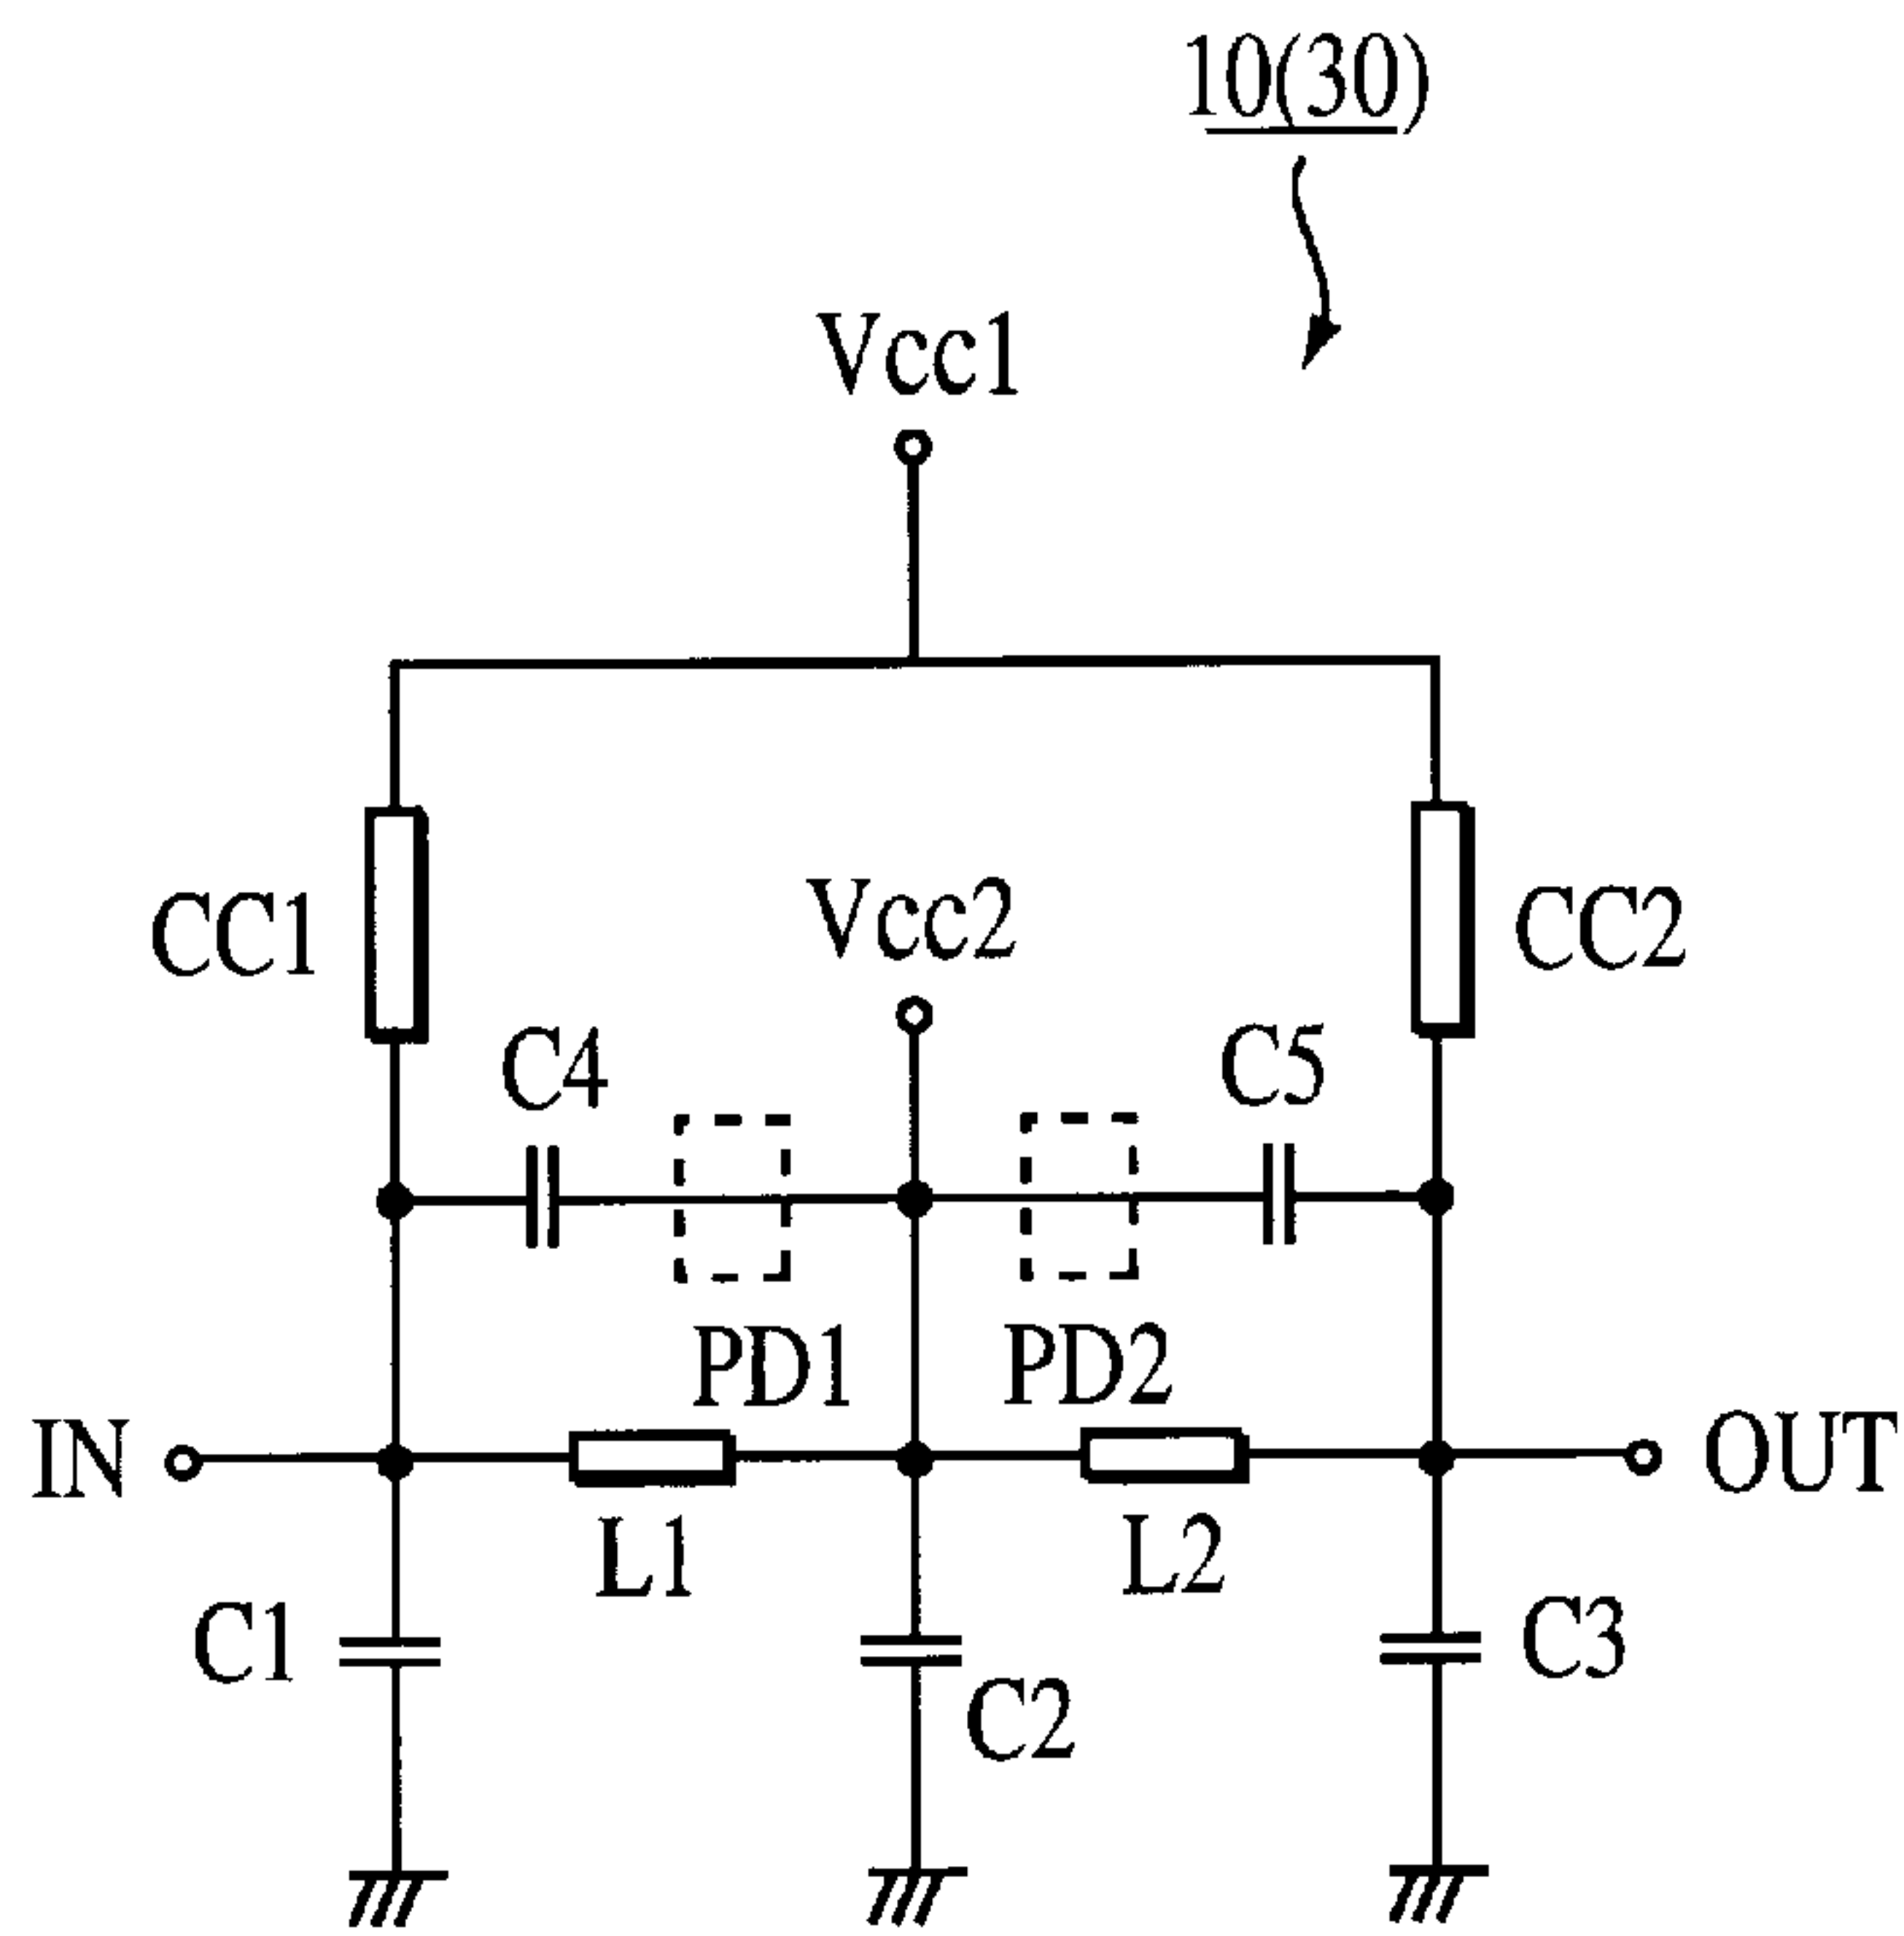 10(30)
Vcc1
CC1
Vcc2
CC2
C4
C5
PD1
PD2
IN
OUT
L1
L2
C1
C2
C3